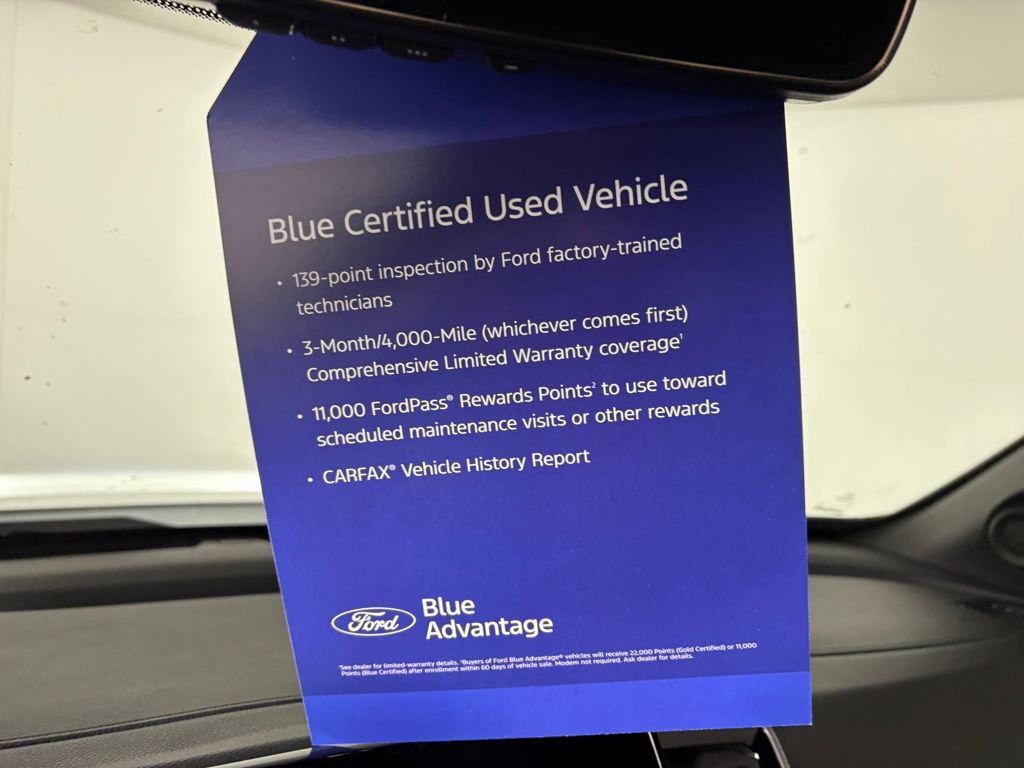 Blue Certified Used Vehicle
• 139-point inspection by Ford factory-trained
technicians
• 3-Month/4,000-Mile (whichever comes first)
Comprehensive Limited Warranty coverage¹
• 11,000 FordPass® Rewards Points² to use toward
scheduled maintenance visits or other rewards
• CARFAX® Vehicle History Report
Ford
Blue
Advantage
¹See dealer for limited-warranty details. ²Buyers of Ford Blue Advantage® vehicles will receive 22,000 Points (Gold Certified) or 11,000
Points (Blue Certified) after enrollment within 60 days of vehicle sale. Modem not required. Ask dealer for details.